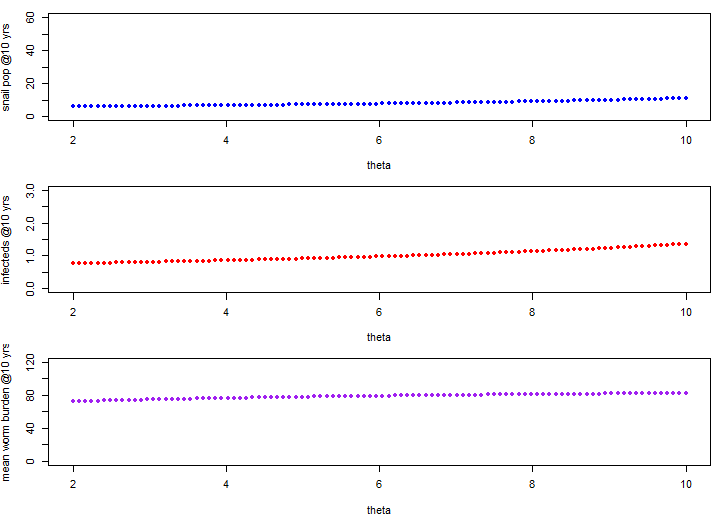 snail pop @10 yrs
60
40
20
0
2 4 6 8 10
theta
infecteds @10 yrs
3.0
2.0
1.0
0.0
2 4 6 8 10
theta
mean worm burden @10 yrs
120
80
40
0
2 4 6 8 10
theta